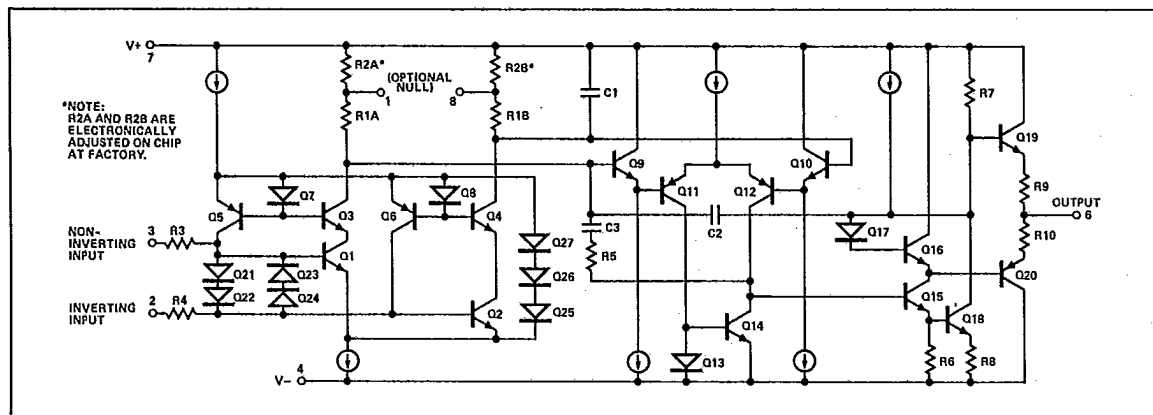 V+
7
R2A*
(OPTIONAL
NULL)
R2B*
1
8
R1A
R1B
C1
R7
*NOTE:
R2A AND R2B ARE
ELECTRONICALLY
ADJUSTED ON CHIP
AT FACTORY.
Q19
Q9
Q10
Q7
Q8
Q11
Q12
R9
Q5
Q3
Q6
Q4
OUTPUT
6
NON-
INVERTING
INPUT
3
R3
C3
C2
Q17
R10
Q16
Q27
Q21
Q23
Q1
R5
Q20
Q26
Q22
Q24
Q15
INVERTING
INPUT
2
R4
Q25
Q2
Q14
Q18
Q13
R6
R8
V-
4